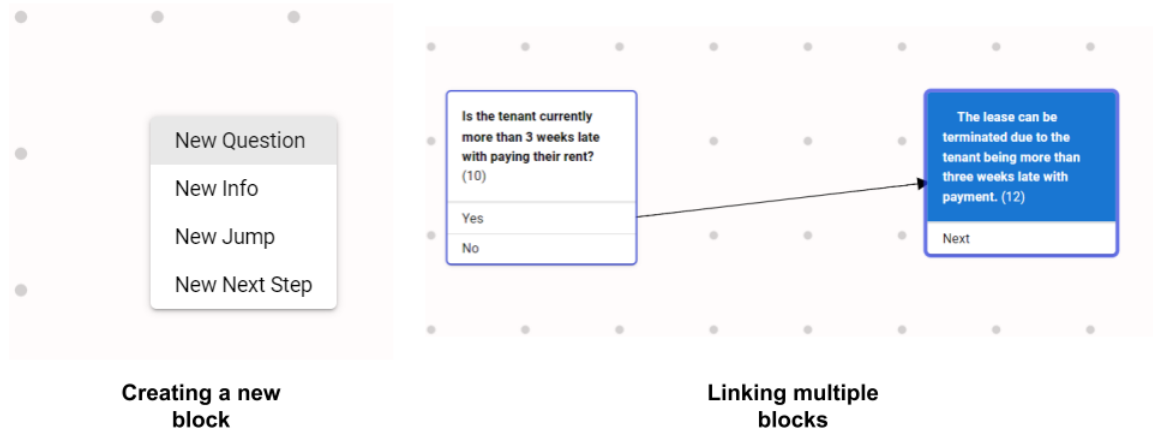 New Question
New Info
New Jump
New Next Step
Creating a new
block
Is the tenant currently
more than 3 weeks late
with paying their rent?
(10)
Yes
No
The lease can be
terminated due to the
tenant being more than
three weeks late with
payment. (12)
Next
Linking multiple
blocks